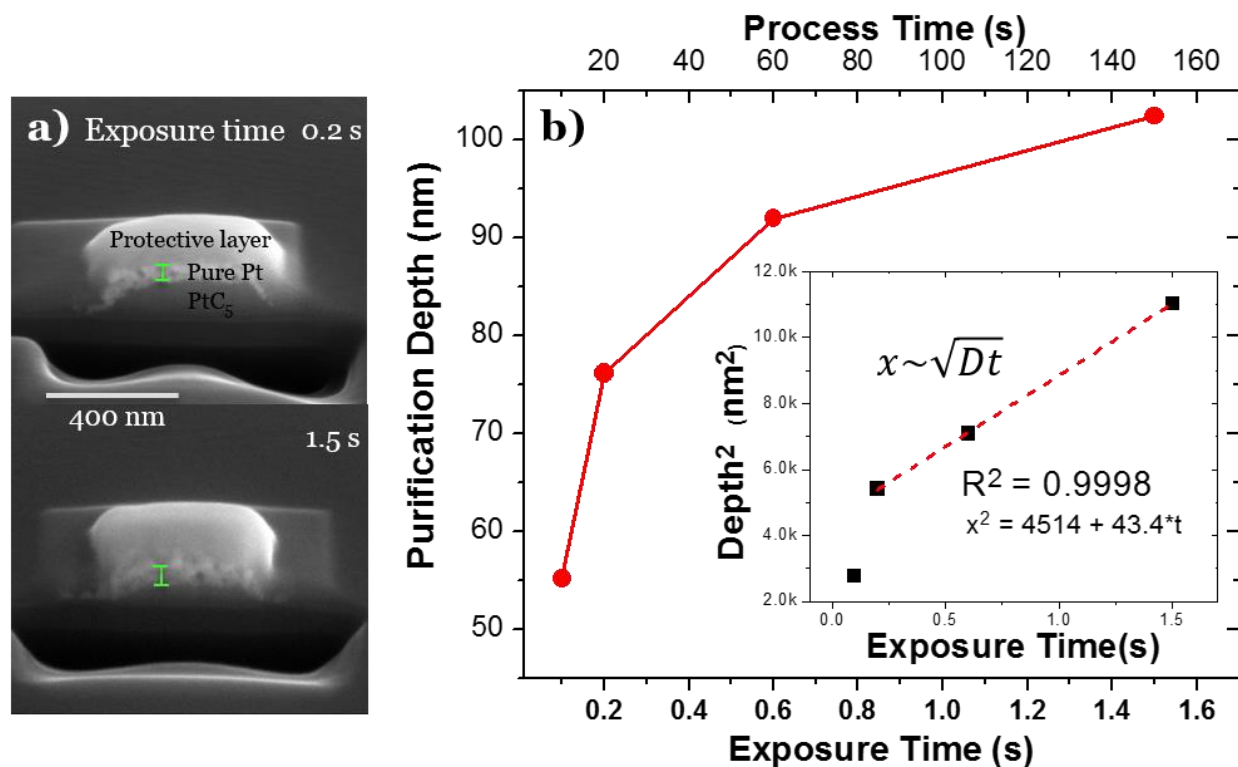 a) Exposure time 0.2 s
Protective layer
Pure Pt
PtC5
400 nm
1.5 s
Process Time (s)
20 40 60 80 100 120 140 160
b)
Purification Depth (nm)
100
90
80
70
60
50
0.2 0.4 0.6 0.8 1.0 1.2 1.4 1.6
Exposure Time (s)
Depth² (nm²)
12.0k
10.0k
8.0k
6.0k
4.0k
2.0k
x~√Dt
R² = 0.9998
x² = 4514 + 43.4*t
0.0 0.5 1.0 1.5
Exposure Time(s)